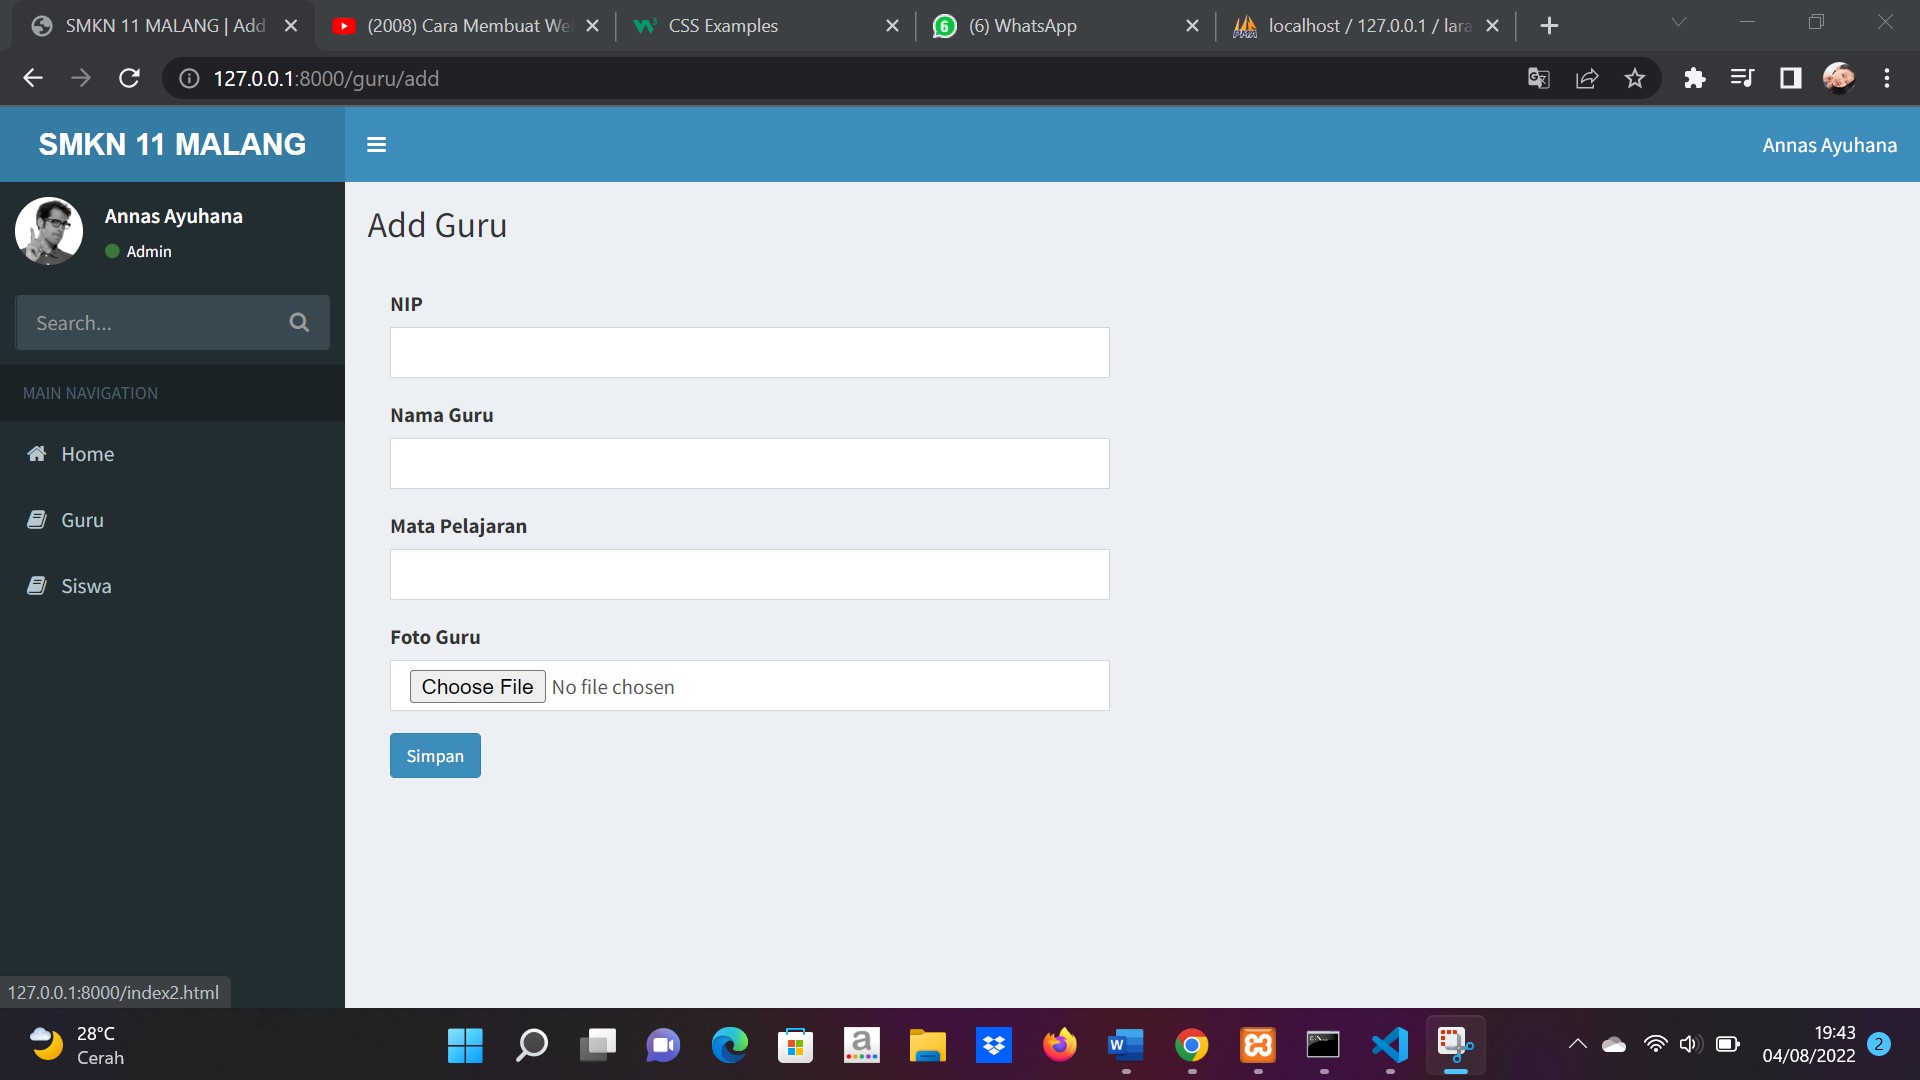 SMKN 11 MALANG | Add
(2008) Cara Membuat We
CSS Examples
(6) WhatsApp
localhost / 127.0.0.1 / lara
127.0.0.1:8000/guru/add
SMKN 11 MALANG
Annas Ayuhana
Annas Ayuhana
Admin
Search...
MAIN NAVIGATION
Home
Guru
Siswa
Add Guru
NIP
Nama Guru
Mata Pelajaran
Foto Guru
Choose File No file chosen
Simpan
127.0.0.1:8000/index2.html
28°C
Cerah
19:43
04/08/2022
2